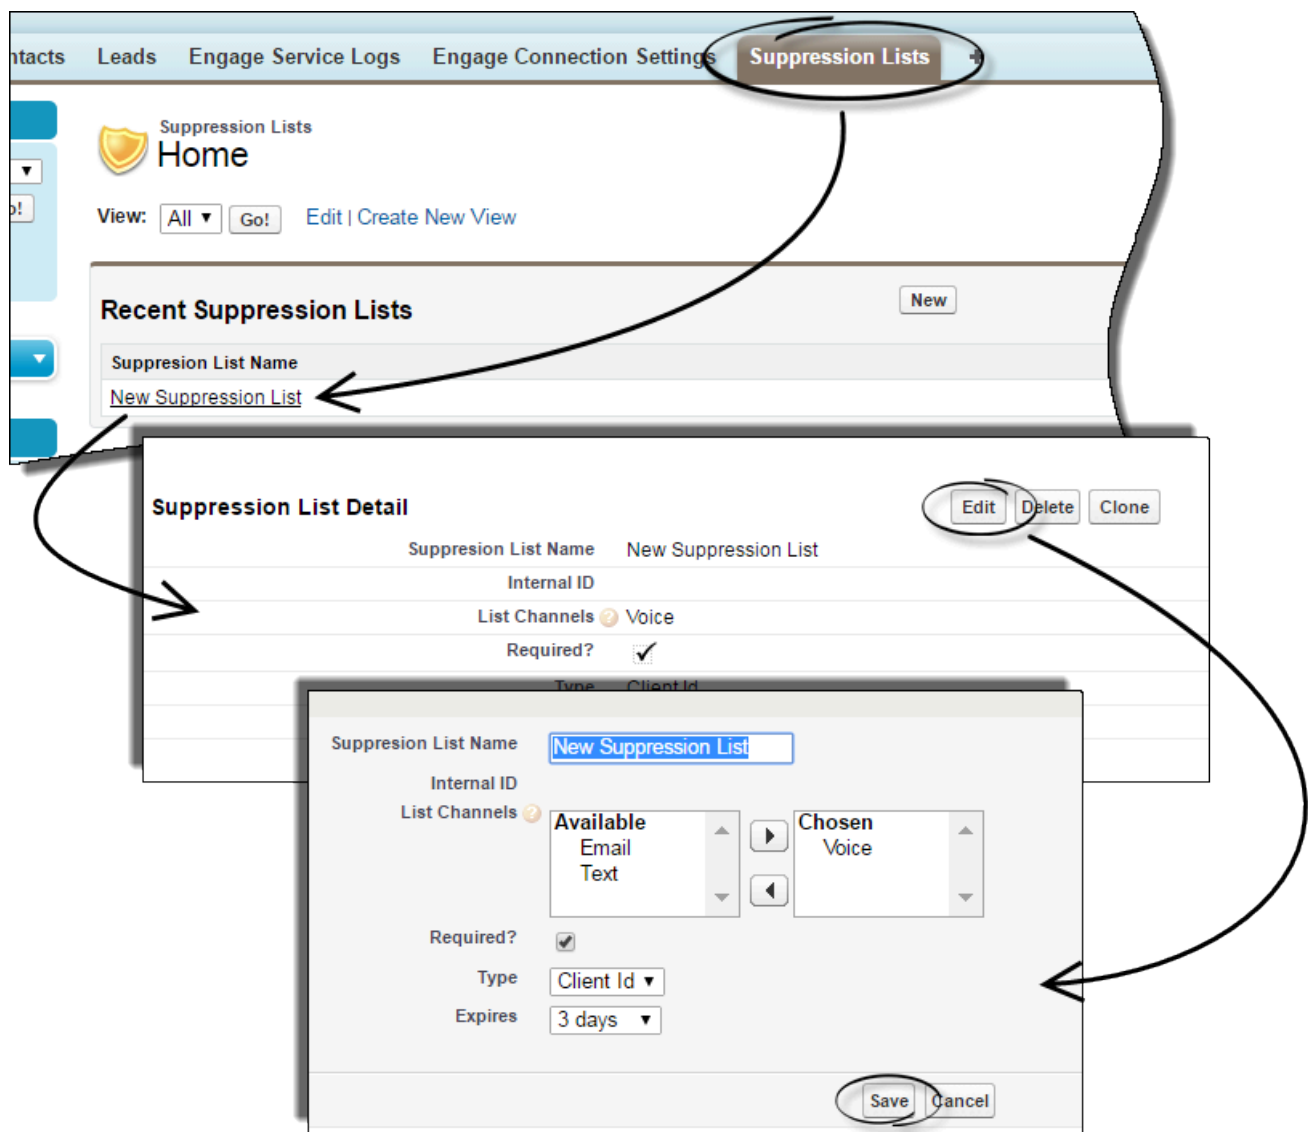 ntacts Leads Engage Service Logs Engage Connection Settings Suppression Lists +
Suppression Lists
Home
o!
View: All Go! Edit | Create New View
Recent Suppression Lists New
Suppresion List Name
New Suppression List
Suppression List Detail Edit Delete Clone
Suppresion List Name New Suppression List
Internal ID
List Channels ? Voice
Required?
Type Client Id
Suppresion List Name New Suppression List
Internal ID
List Channels ?
Available Chosen
Email Voice
Text
Required?
Type Client Id
Expires 3 days
Save Cancel